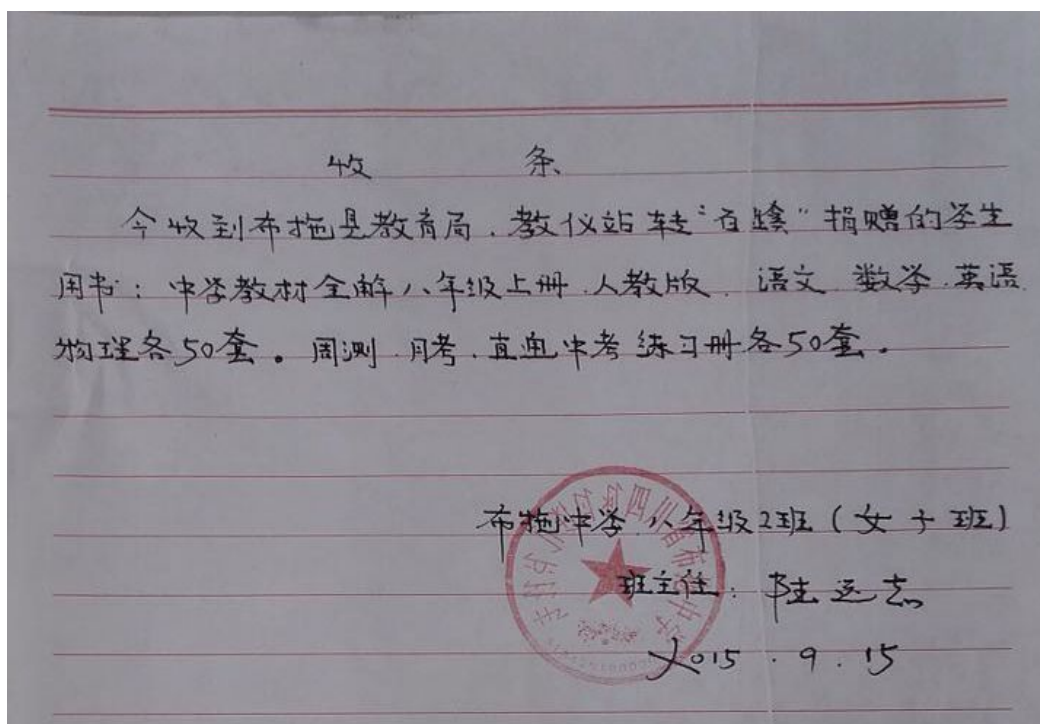 收 条
今收到布拖县教育局、教仪站转“百蟻”捐赠的学生
用书：中学教材全解八年级上册、人教版、语文 数学、英语
物理各50套。周测、月考、直通中考练习册各50套。
布拖中学八年级2班（女子班）
班主任：陆远志
2015.9.15